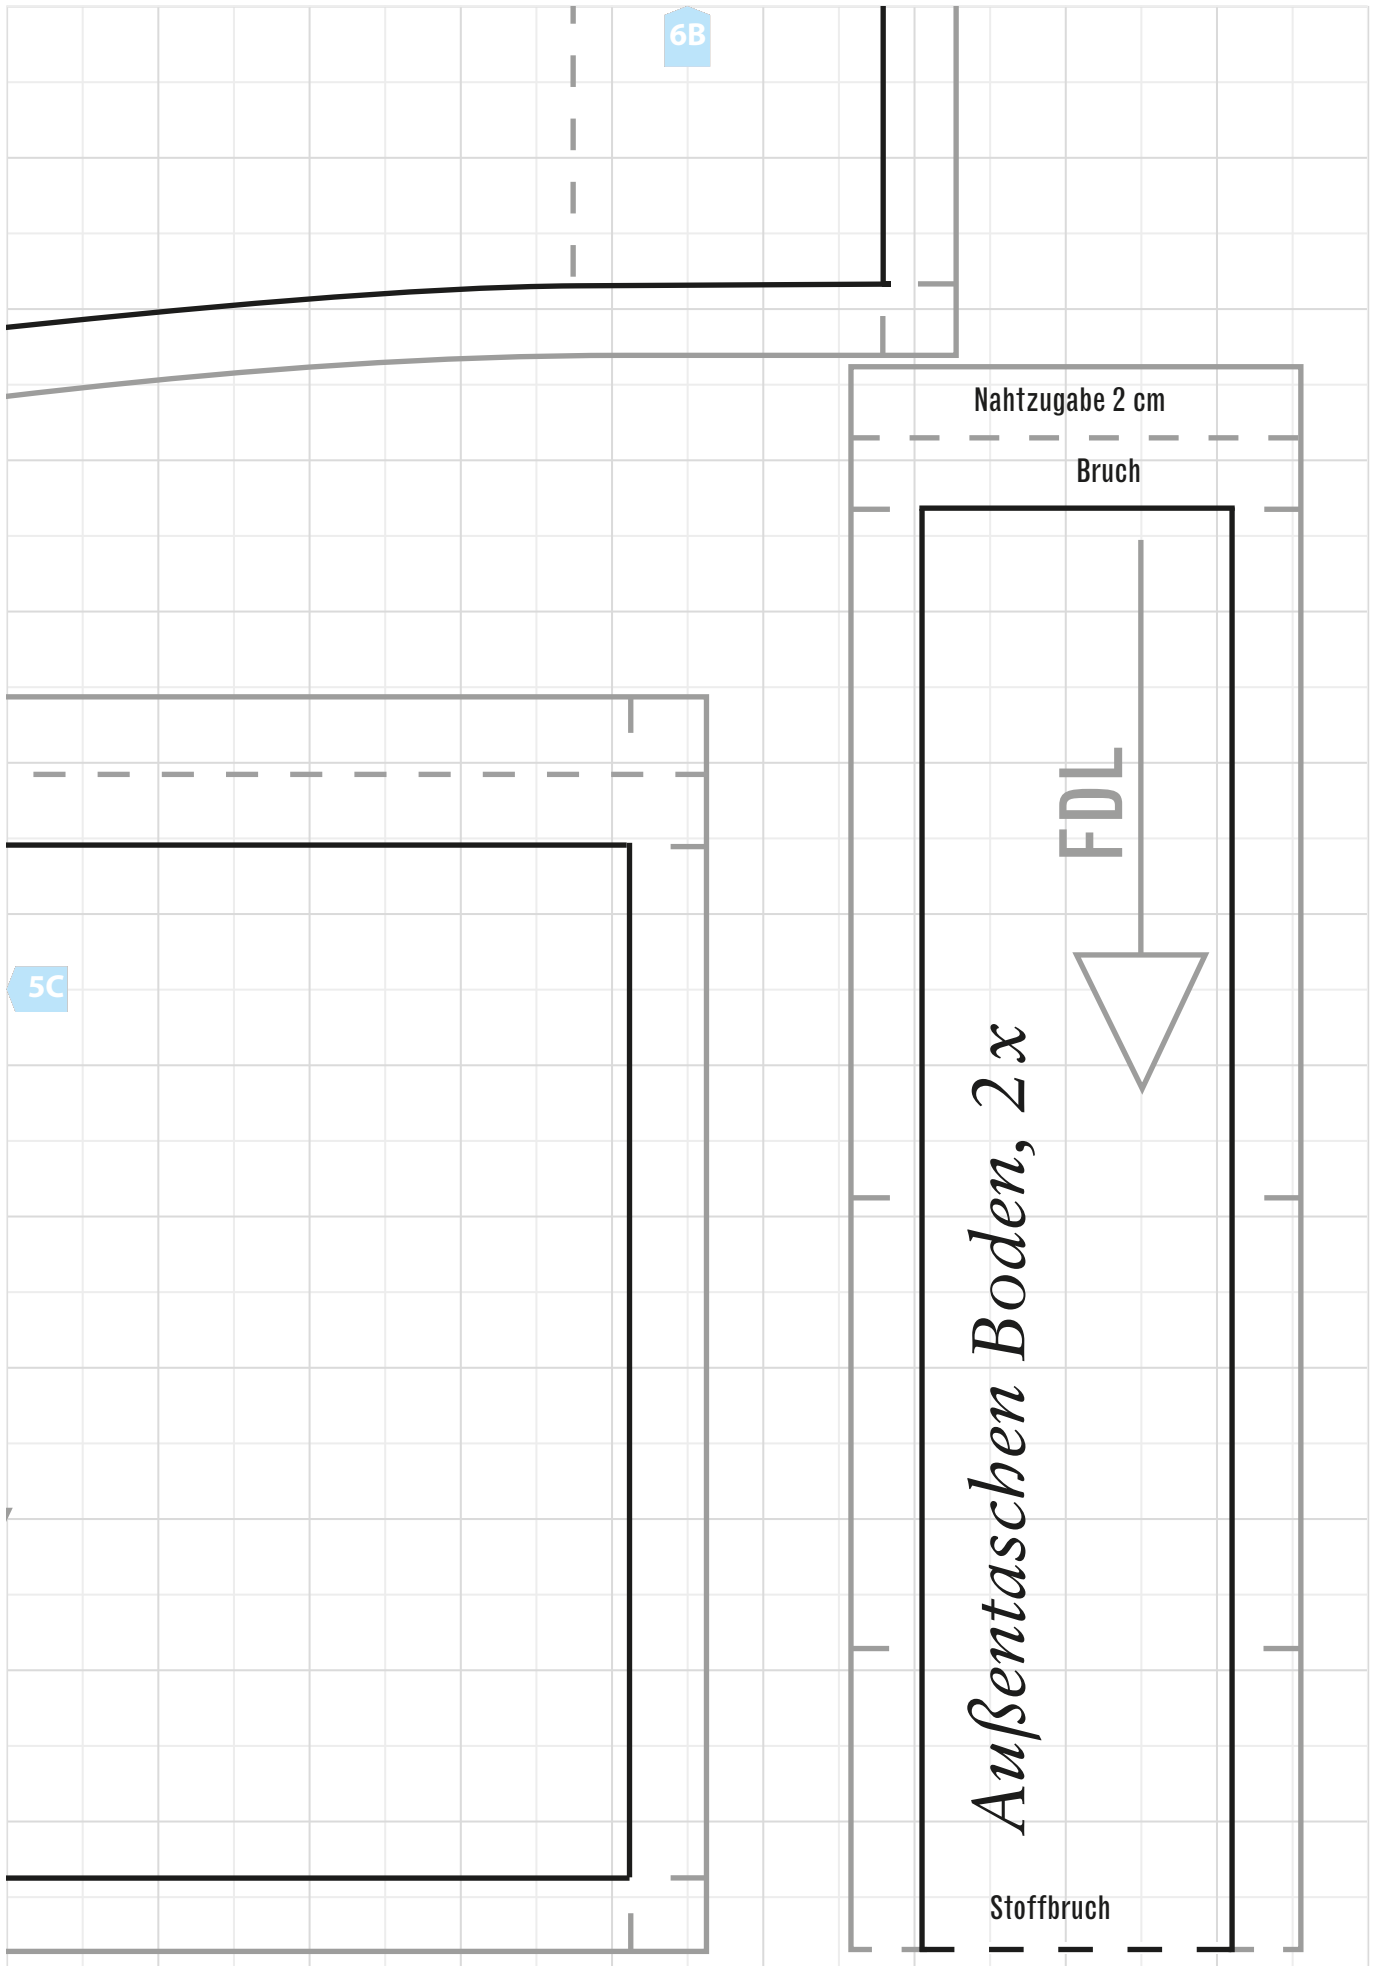 6B
Nahtzugabe 2 cm
Bruch
FDL
5C
Außentaschen Boden, 2x
Stoffbruch